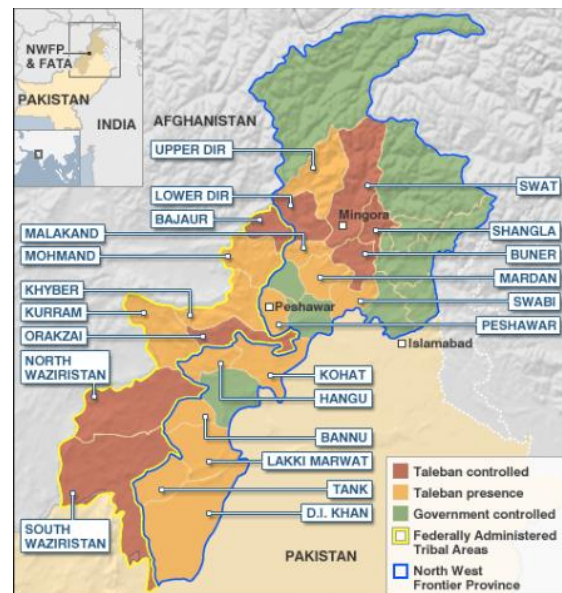 NWFP
& FATA
PAKISTAN
INDIA
AFGHANISTAN
UPPER DIR
LOWER DIR
BAJAUR
MALAKAND
MOHMAND
KHYBER
KURRAM
ORAKZAI
NORTH
WAZIRISTAN
SOUTH
WAZIRISTAN
Mingora
SWAT
SHANGLA
BUNER
MARDAN
SWABI
Peshawar
PESHAWAR
Islamabad
KOHAT
HANGU
BANNU
LAKKI MARWAT
TANK
D.I. KHAN
PAKISTAN
Taleban controlled
Taleban presence
Government controlled
Federally Administered
Tribal Areas
North West
Frontier Province